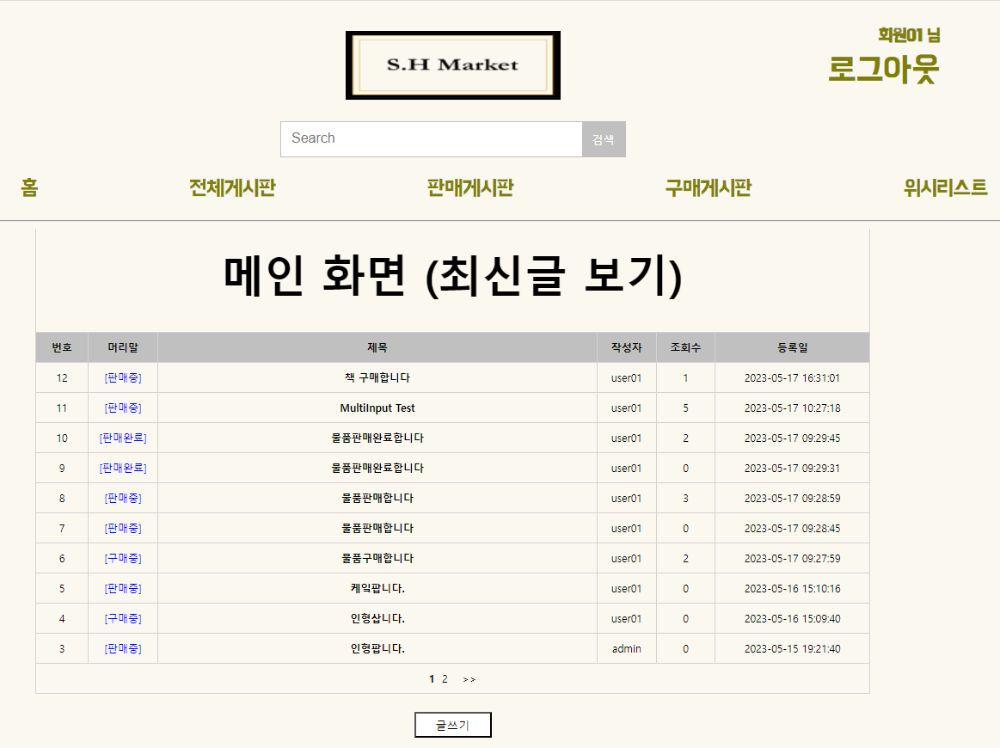 회원01 님
S.H Market
로그아웃
Search 검색
홈 전체게시판 판매게시판 구매게시판 위시리스트
메인 화면 (최신글 보기)
번호 머리말 제목 작성자 조회수 등록일
12 [판매중] 책 구매합니다 user01 1 2023-05-17 16:31:01
11 [판매중] MultiInput Test user01 5 2023-05-17 10:27:18
10 [판매완료] 물품판매완료합니다 user01 2 2023-05-17 09:29:45
9 [판매완료] 물품판매완료합니다 user01 0 2023-05-17 09:29:31
8 [판매중] 물품판매합니다 user01 3 2023-05-17 09:28:59
7 [판매중] 물품판매합니다 user01 0 2023-05-17 09:28:45
6 [구매중] 물품구매합니다 user01 2 2023-05-17 09:27:59
5 [판매중] 케잌팝니다. user01 0 2023-05-16 15:10:16
4 [구매중] 인형삽니다. user01 0 2023-05-16 15:09:40
3 [판매중] 인형팝니다. admin 0 2023-05-15 19:21:40
1 2 >>
글쓰기